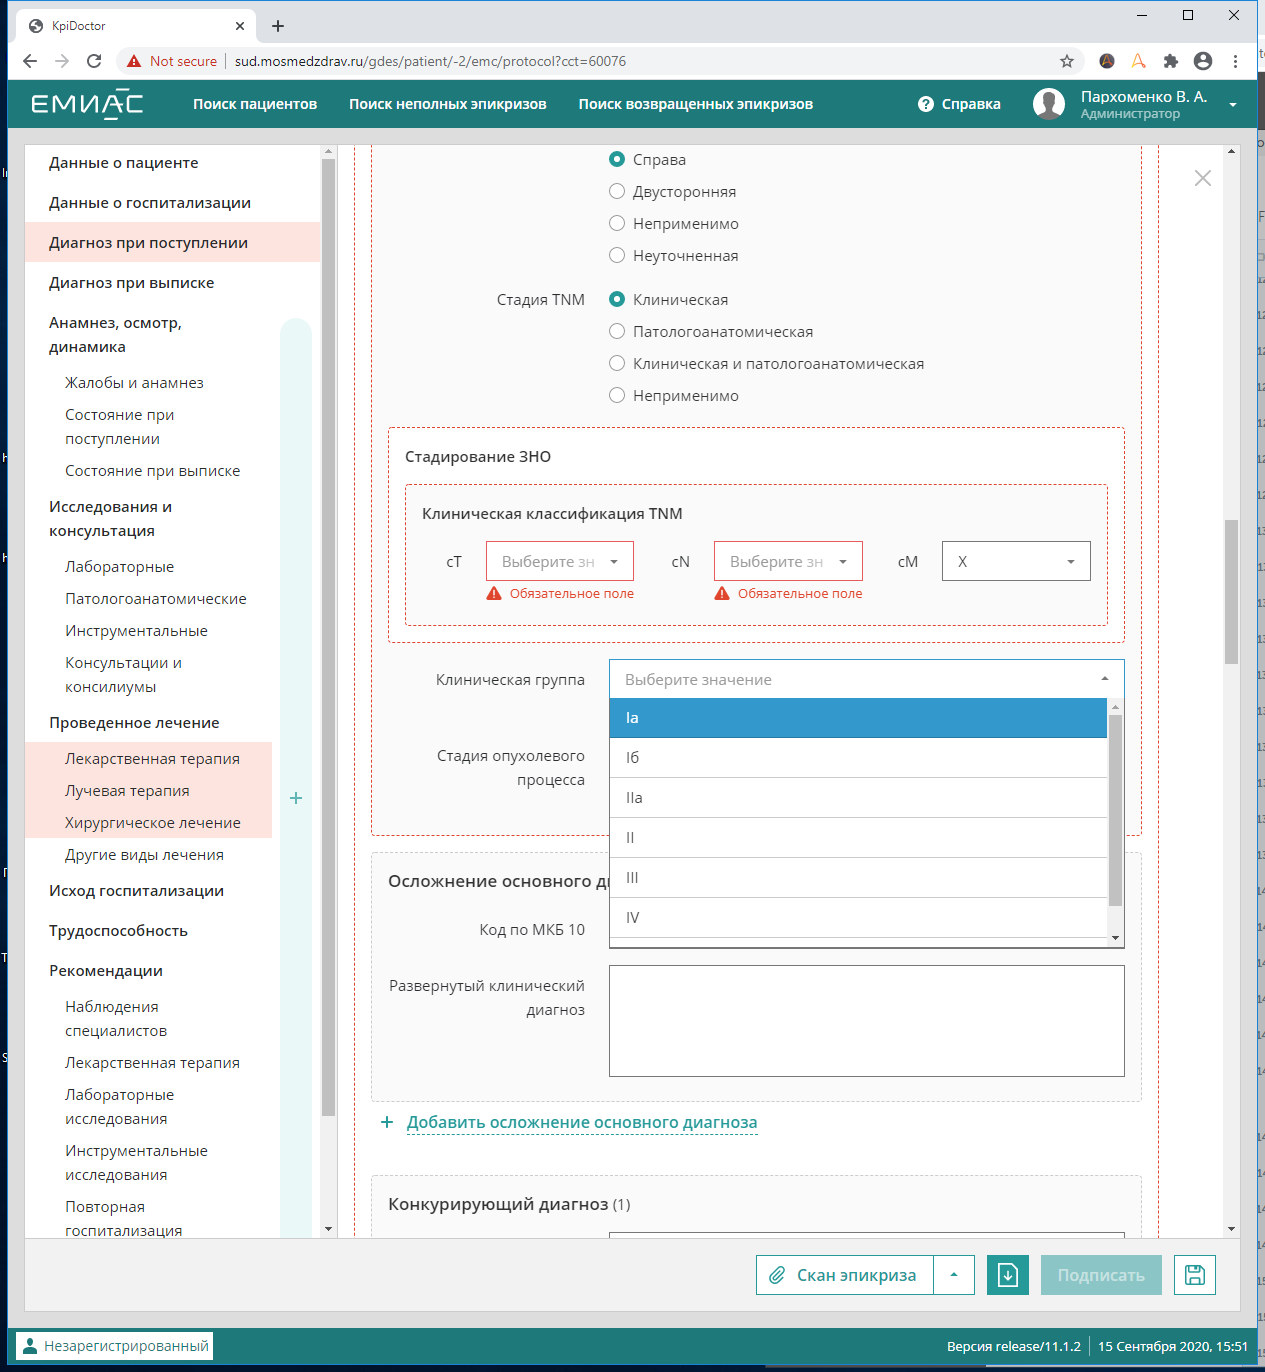 KpiDoctor
Not secure
sud.mosmedzdrav.ru/gdes/patient/-2/emc/protocol?cct=60076
ЕМИАС
Поиск пациентов
Поиск неполных эпикризов
Поиск возвращенных эпикризов
Справка
Пархоменко В. А.
Администратор
Данные о пациенте
Данные о госпитализации
Диагноз при поступлении
Диагноз при выписке
Анамнез, осмотр,
динамика
Жалобы и анамнез
Состояние при
поступлении
Состояние при выписке
Исследования и
консультация
Лабораторные
Патологоанатомические
Инструментальные
Консультации и
консилиумы
Проведенное лечение
Лекарственная терапия
Лучевая терапия
Хирургическое лечение
Другие виды лечения
Исход госпитализации
Трудоспособность
Рекомендации
Наблюдения
специалистов
Лекарственная терапия
Лабораторные
исследования
Инструментальные
исследования
Повторная
госпитализация
Справа
Двусторонняя
Неприменимо
Неуточненная
Стадия TNM
Клиническая
Патологоанатомическая
Клиническая и патологоанатомическая
Неприменимо
Стадирование ЗНО
Клиническая классификация TNM
cT
Выберите зн
cN
Выберите зн
cM
X
Обязательное поле
Обязательное поле
Клиническая группа
Выберите значение
Iа
Iб
IIа
II
III
IV
Стадия опухолевого
процесса
Осложнение основного ди
Код по МКБ 10
Развернутый клинический
диагноз
Добавить осложнение основного диагноза
Конкурирующий диагноз (1)
Скан эпикриза
Подписать
Незарегистрированный
Версия release/11.1.2
15 Сентября 2020, 15:51